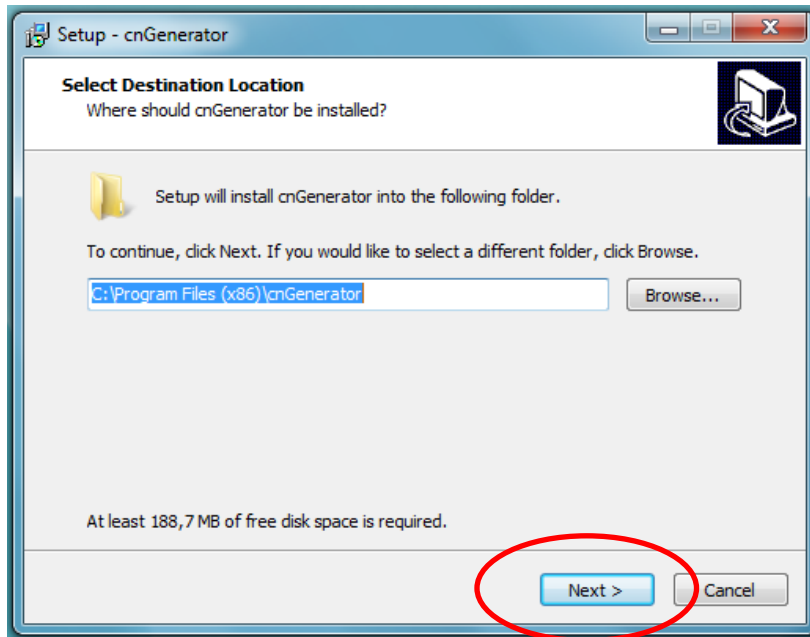 Setup - cnGenerator
Select Destination Location
Where should cnGenerator be installed?
Setup will install cnGenerator into the following folder.
To continue, click Next. If you would like to select a different folder, click Browse.
C:\Program Files (x86)\cnGenerator
Browse...
At least 188,7 MB of free disk space is required.
Next >
Cancel